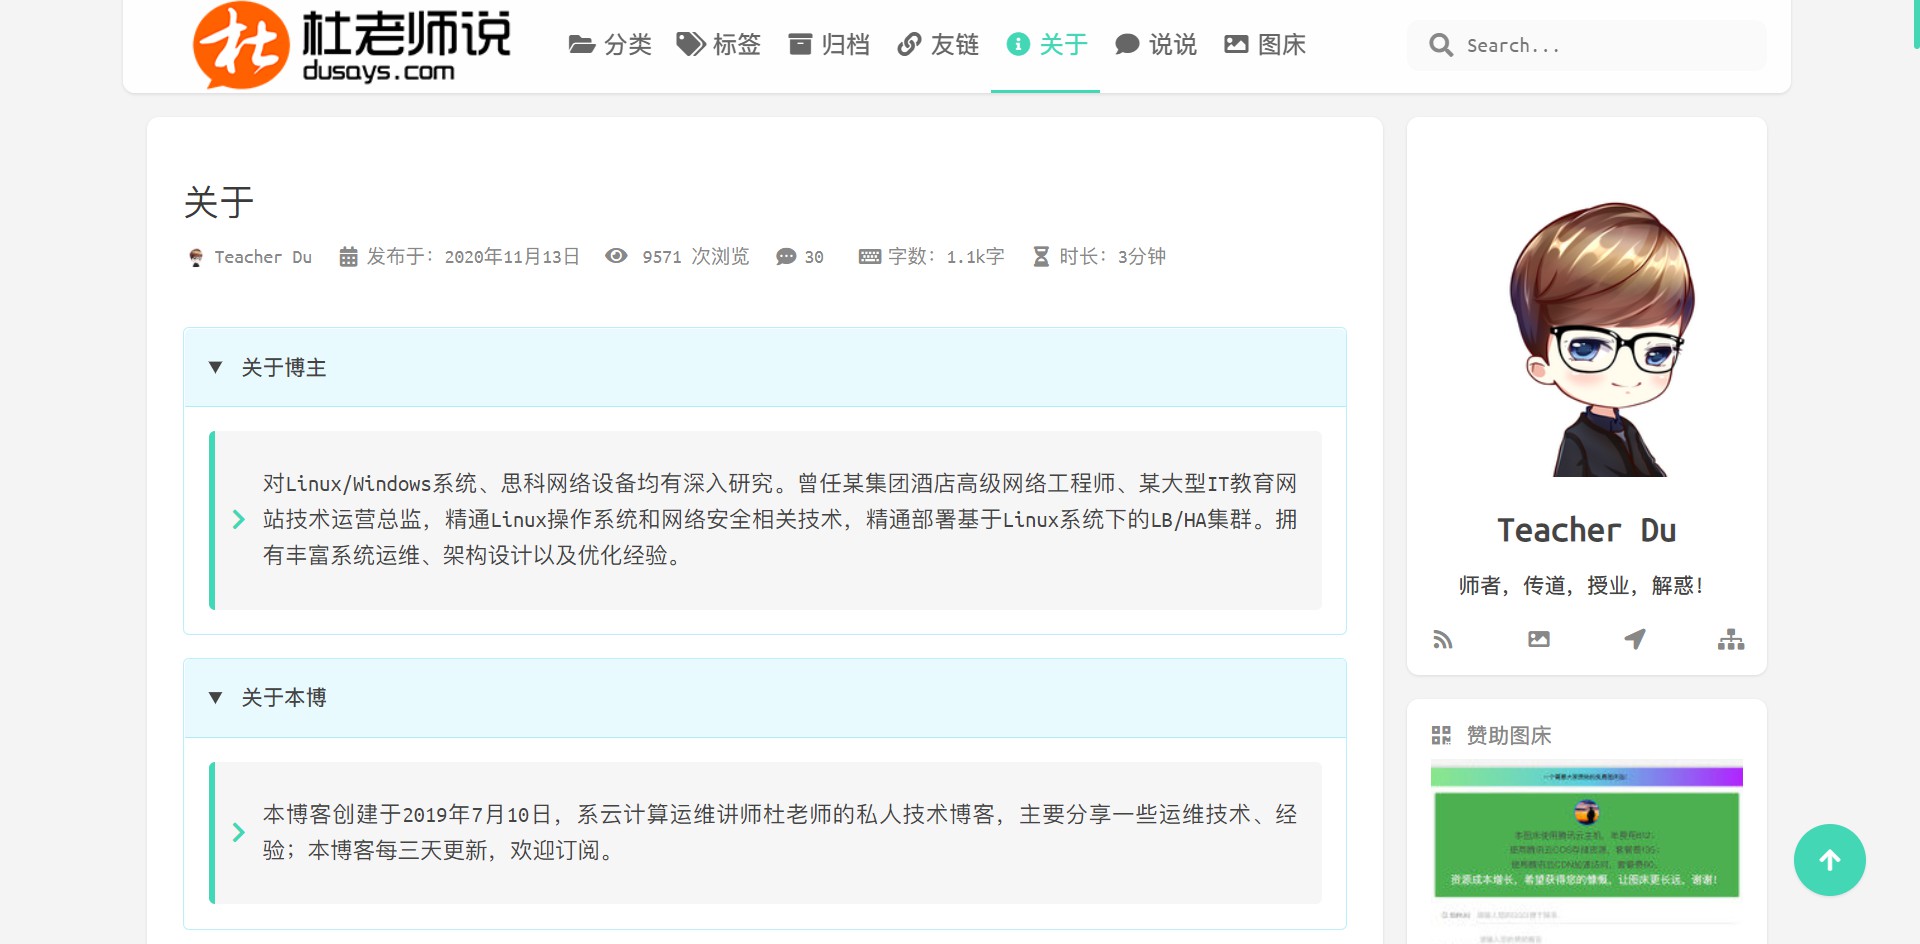 杜老师说
dusays.com
分类 标签 归档 友链 关于 说说 图床
Search...
关于
Teacher Du 发布于：2020年11月13日 9571 次浏览 30 字数：1.1k字 时长：3分钟
关于博主
对Linux/Windows系统、思科网络设备均有深入研究。曾任某集团酒店高级网络工程师、某大型IT教育网
站技术运营总监，精通Linux操作系统和网络安全相关技术，精通部署基于Linux系统下的LB/HA集群。拥
有丰富系统运维、架构设计以及优化经验。
关于本博
本博客创建于2019年7月10日，系云计算运维讲师杜老师的私人技术博客，主要分享一些运维技术、经
验；本博客每三天更新，欢迎订阅。
Teacher Du
师者，传道，授业，解惑！
赞助图床
资源成本增长，希望获得您的慷慨，让图床更长远。谢谢！